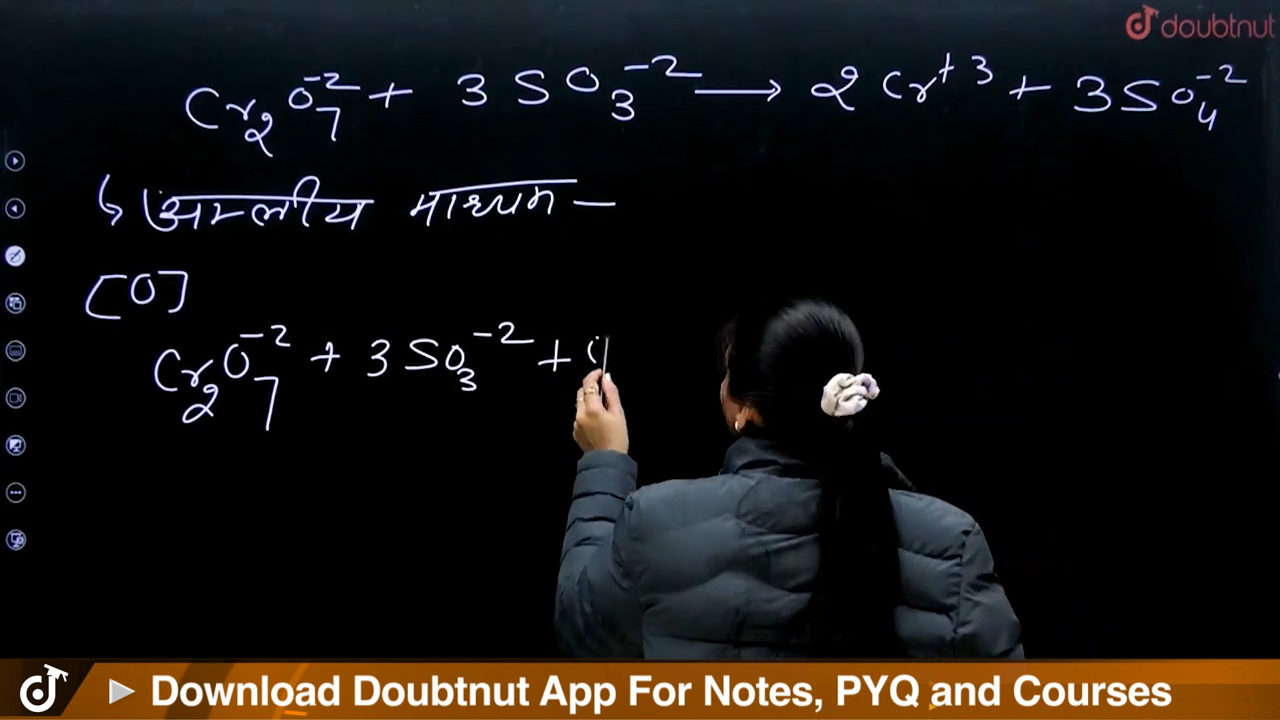 doubtnut
Cr₂O₇⁻² + 3SO₃⁻² ⟶ 2Cr⁺³ + 3SO₄⁻²
↳ अम्लीय माध्यम –
[O]
Cr₂O₇⁻² + 3SO₃⁻² +
Download Doubtnut App For Notes, PYQ and Courses